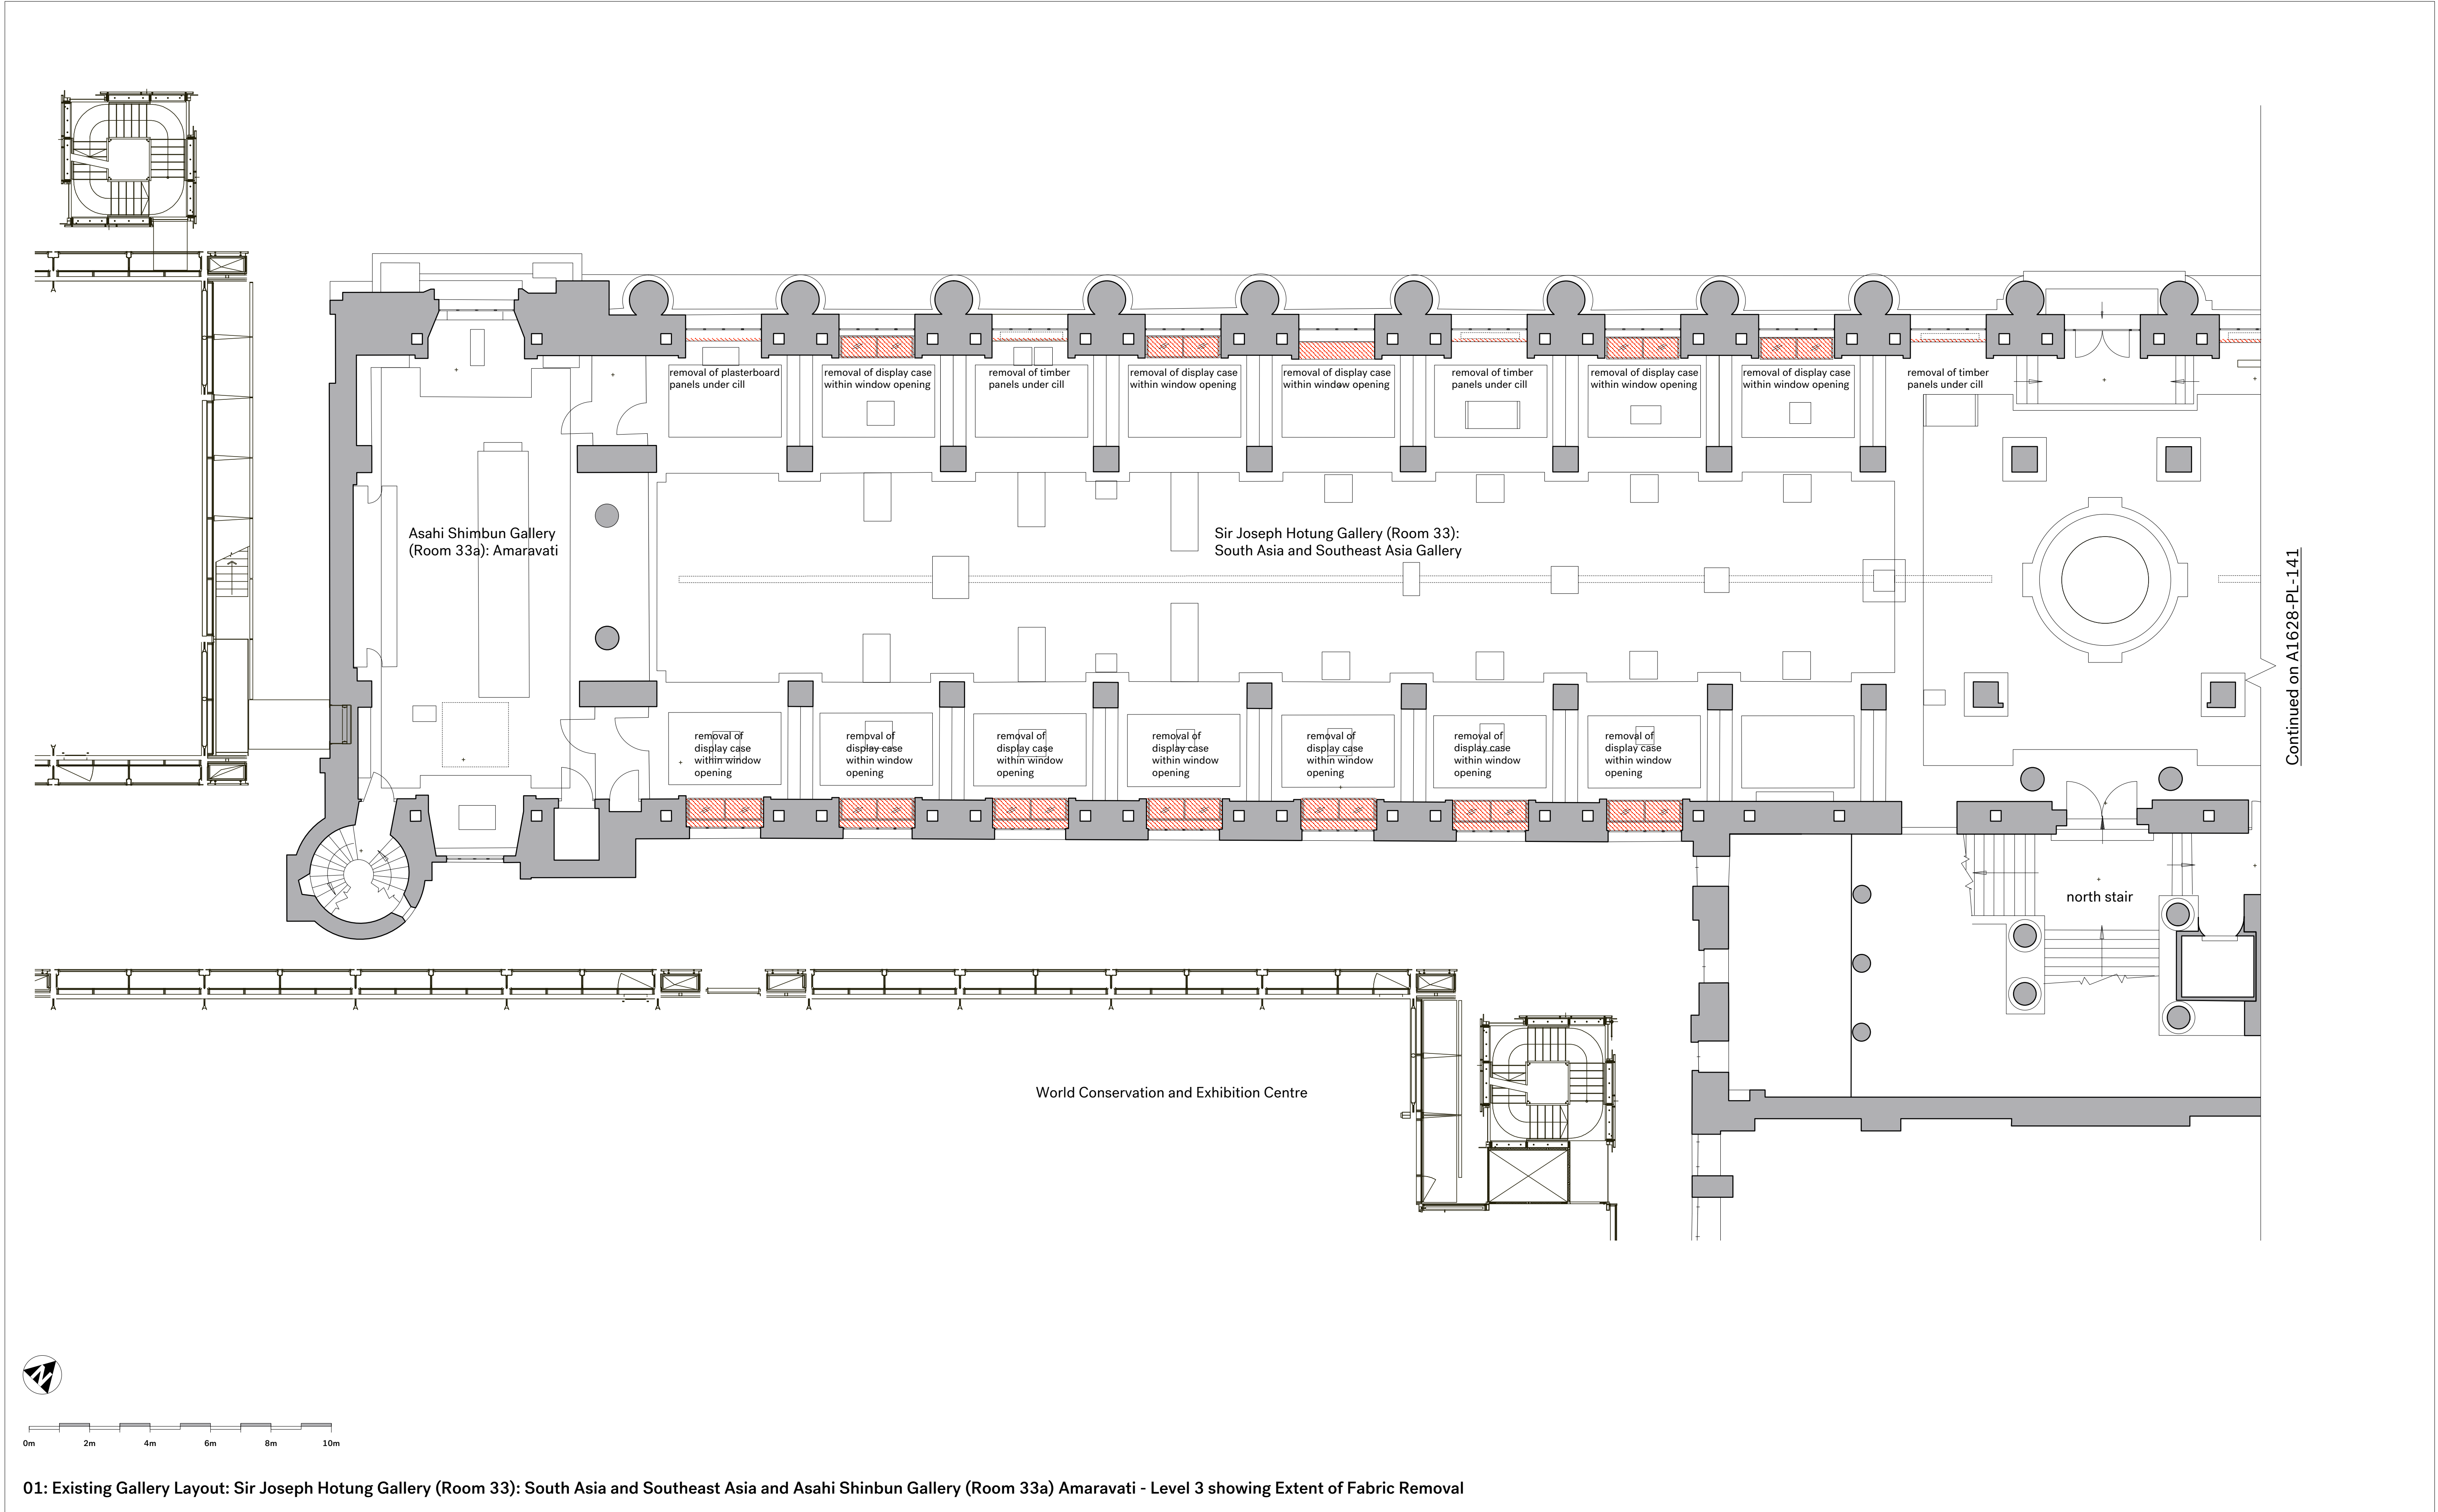 removal of plasterboard
panels under cill
removal of display case
within window opening
removal of timber
panels under cill
removal of display case
within window opening
removal of display case
within window opening
removal of timber
panels under cill
removal of display case
within window opening
removal of display case
within window opening
removal of timber
panels under cill
Asahi Shimbun Gallery
(Room 33a): Amaravati
Sir Joseph Hotung Gallery (Room 33):
South Asia and Southeast Asia Gallery
Continued on A1628-PL-141
removal of
display case
within window
opening
removal of
display case
within window
opening
removal of
display case
within window
opening
removal of
display case
within window
opening
removal of
display case
within window
opening
removal of
display case
within window
opening
removal of
display case
within window
opening
north stair
World Conservation and Exhibition Centre
N
0m 2m 4m 6m 8m 10m
01: Existing Gallery Layout: Sir Joseph Hotung Gallery (Room 33): South Asia and Southeast Asia and Asahi Shinbun Gallery (Room 33a) Amaravati - Level 3 showing Extent of Fabric Removal